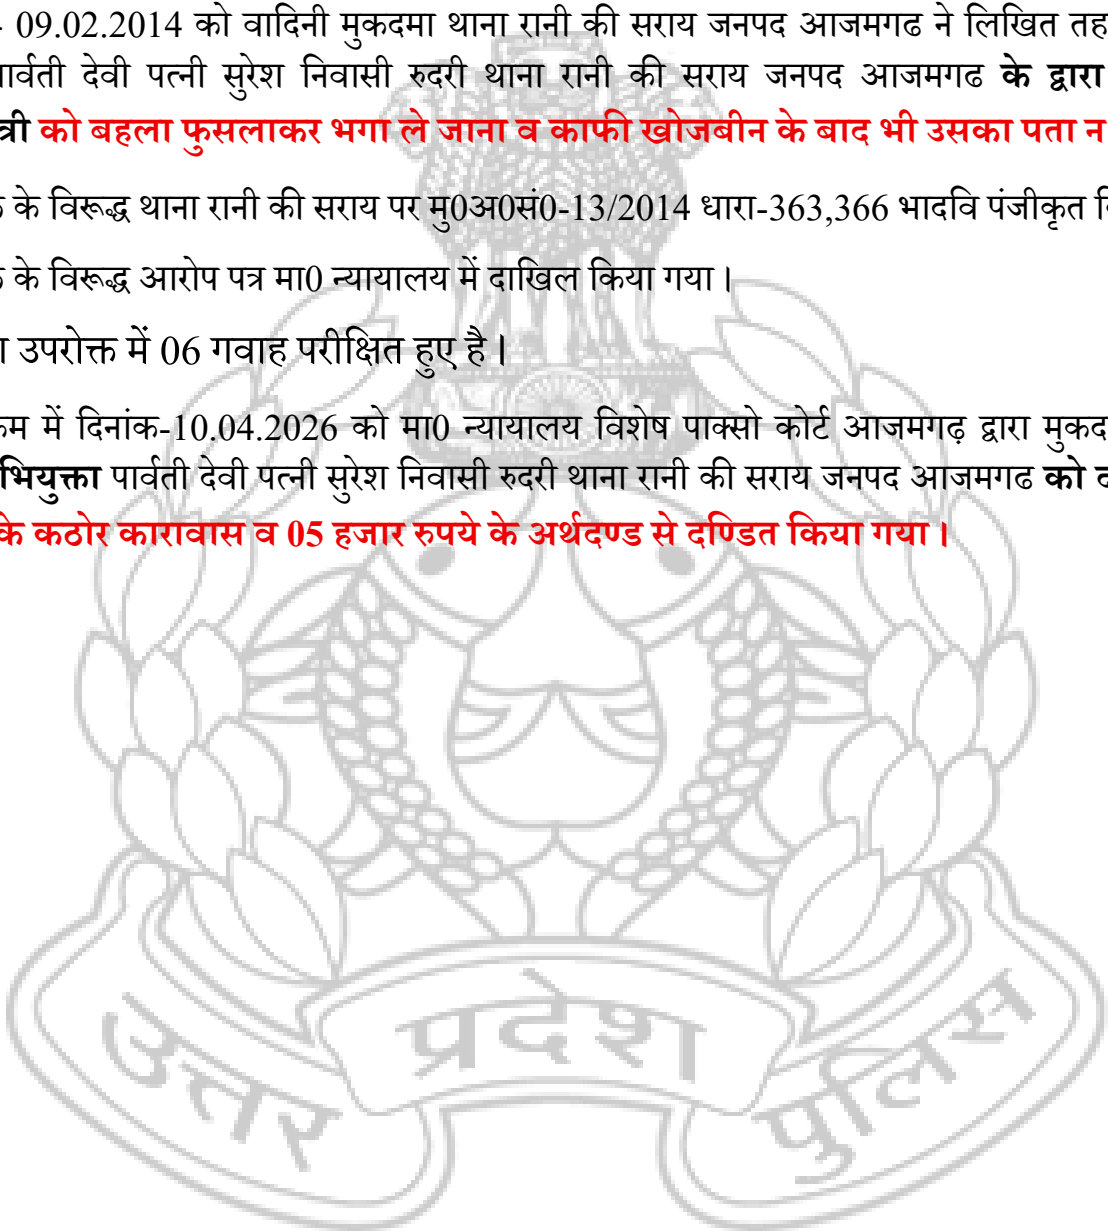 09.02.2014 को वादिनी मुकदमा थाना रानी की सराय जनपद आजमगढ ने लिखित तह
पार्वती देवी पत्नी सुरेश निवासी रुदरी थाना रानी की सराय जनपद आजमगढ के द्वारा
त्री को बहला फुसलाकर भगा ले जाना व काफी खोजबीन के बाद भी उसका पता न
के विरूद्ध थाना रानी की सराय पर मु0अ0सं0-13/2014 धारा-363,366 भादवि पंजीकृत
के विरूद्ध आरोप पत्र मा0 न्यायालय में दाखिल किया गया।
उपरोक्त में 06 गवाह परीक्षित हुए है।
में दिनांक-10.04.2026 को मा0 न्यायालय विशेष पाक्सो कोर्ट आजमगढ़ द्वारा मुकद
भियुक्ता पार्वती देवी पत्नी सुरेश निवासी रुदरी थाना रानी की सराय जनपद आजमगढ को
के कठोर कारावास व 05 हजार रुपये के अर्थदण्ड से दण्डित किया गया।
उत्तर प्रदेश पुलिस